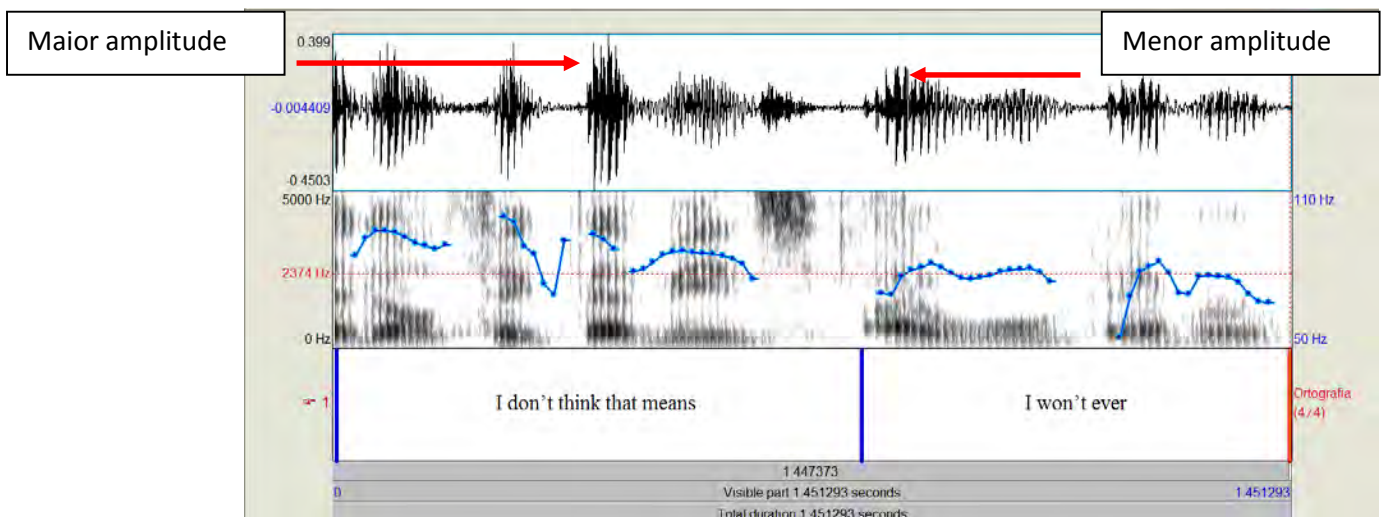 Maior amplitude
Menor amplitude
0.399
-0.004409
-0.4503
5000 Hz
110 Hz
2374 Hz
0 Hz
50 Hz
1
I don't think that means
I won't ever
Ortografia
(4/4)
1.447373
0
Visible part 1.451293 seconds
1.451293
Total duration 1.451293 seconds